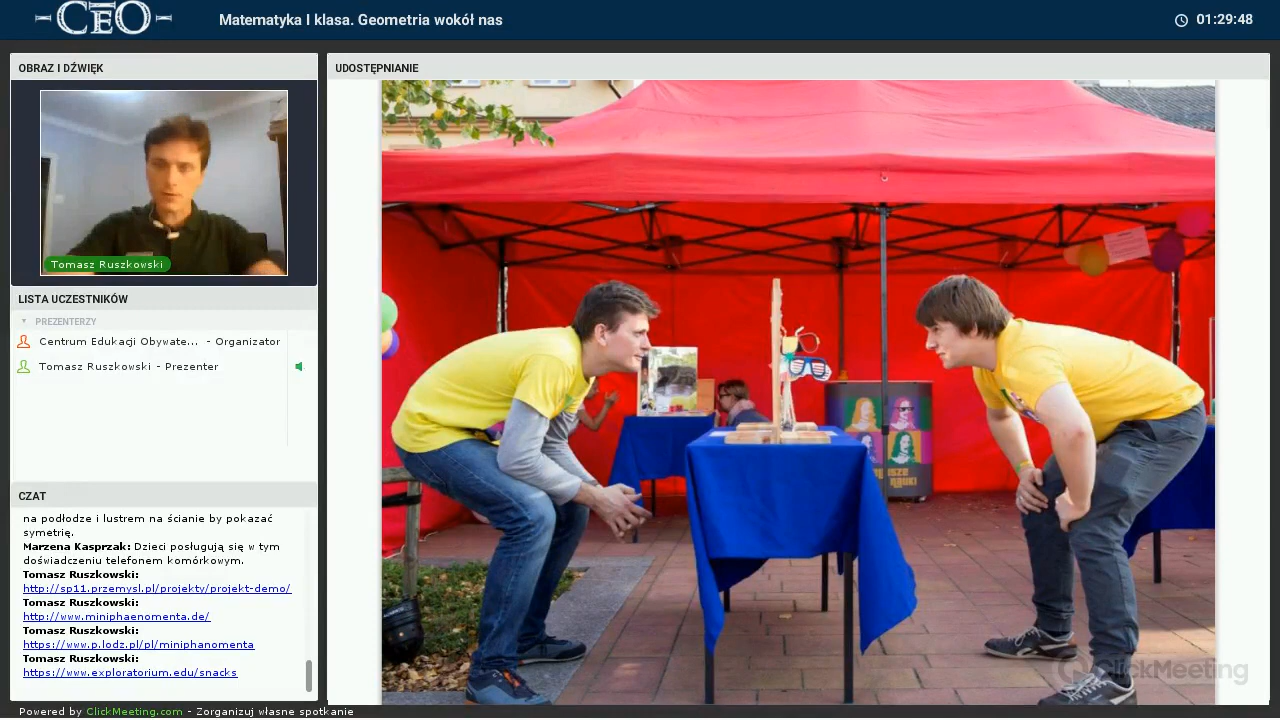 CEO
Matematyka I klasa. Geometria wokół nas
01:29:48
OBRAZ I DŹWIĘK
Tomasz Ruszkowski
LISTA UCZESTNIKÓW
PREZENTERZY
Centrum Edukacji Obywate... - Organizator
Tomasz Ruszkowski - Prezenter
CZAT
na podłodze i lustrem na ścianie by pokazać
symetrię.
Marzena Kasprzak: Dzieci posługują się w tym
doświadczeniu telefonem komórkowym.
Tomasz Ruszkowski:
http://sp11.przemysl.pl/projekty/projekt-demo/
Tomasz Ruszkowski:
http://www.miniphaenomenta.de/
Tomasz Ruszkowski:
https://www.p.lodz.pl/pl/miniphanomenta
Tomasz Ruszkowski:
https://www.exploratorium.edu/snacks
UDOSTĘPNIANIE
NAUKI
ClickMeeting
Powered by ClickMeeting.com - Zorganizuj własne spotkanie